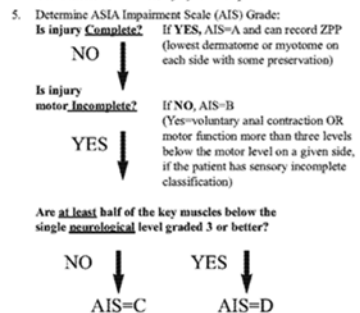 5. Determine ASIA Impairment Scale (AIS) Grade:
Is injury Complete? If YES, AIS=A and can record ZPP
(lowest dermatome or myotome on
NO each side with some preservation)
Is injury
motor Incomplete? If NO, AIS=B
(Yes=voluntary anal contraction OR
motor function more than three levels
YES below the motor level on a given side,
if the patient has sensory incomplete
classification)
Are at least half of the key muscles below the
single neurological level graded 3 or better?
NO YES
AIS=C AIS=D